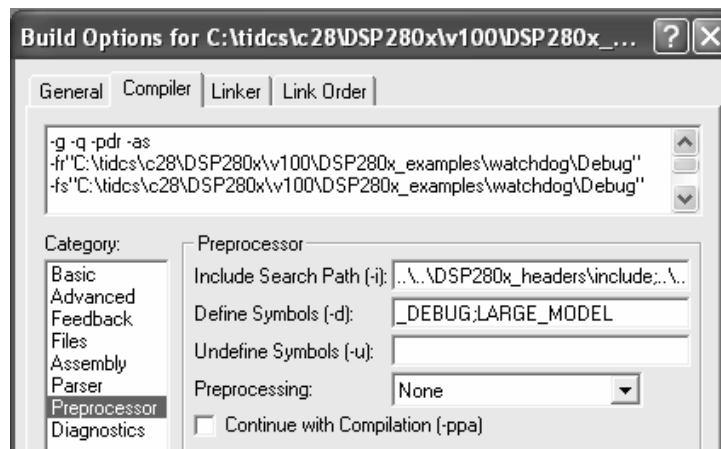 Build Options for C:\tidcs\c28\DSP280x\v100\DSP280x_... ? X
General Compiler Linker Link Order
-g -q -pdr -as
-fr"C:\tidcs\c28\DSP280x\v100\DSP280x_examples\watchdog\Debug"
-fs"C:\tidcs\c28\DSP280x\v100\DSP280x_examples\watchdog\Debug"
Category:
Basic
Advanced
Feedback
Files
Assembly
Parser
Preprocessor
Diagnostics
Preprocessor
Include Search Path (-i): ..\..\DSP280x_headers\include;..\..
Define Symbols (-d): _DEBUG;LARGE_MODEL
Undefine Symbols (-u):
Preprocessing: None
Continue with Compilation (-ppa)